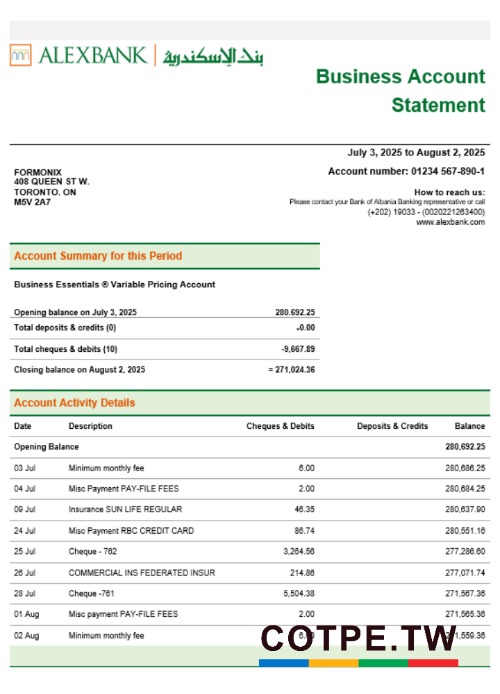 ALEXBANK | بنك الإسكندرية
Business Account
Statement
July 3, 2025 to August 2, 2025
Account number: 01234 567-890-1
FORMONIX
408 QUEEN ST W.
TORONTO. ON
M5V 2A7
How to reach us:
Please contact your Bank of Albania Banking representative or call
(+202) 19033 - (0020221263400)
www.alexbank.com
Account Summary for this Period
Business Essentials ® Variable Pricing Account
Opening balance on July 3, 2025 280.692.25
Total deposits & credits (0) -0.00
Total cheques & debits (10) -9,667.89
Closing balance on August 2, 2025 = 271,024.36
Account Activity Details
Date Description Cheques & Debits Deposits & Credits Balance
Opening Balance 280,692.25
03 Jul Minimum monthly fee 6.00 280,686.25
04 Jul Misc Payment PAY-FILE FEES 2.00 280,684.25
09 Jul Insurance SUN LIFE REGULAR 46.35 280,637.90
24 Jul Misc Payment RBC CREDIT CARD 86.74 280,551.16
25 Jul Cheque - 762 3,264.56 277,286.60
26 Jul COMMERCIAL INS FEDERATED INSUR 214.86 277,071.74
28 Jul Cheque -761 5,504.38 271,567.36
01 Aug Misc payment PAY-FILE FEES 2.00 271,565.36
02 Aug Minimum monthly fee
COTPE.TW